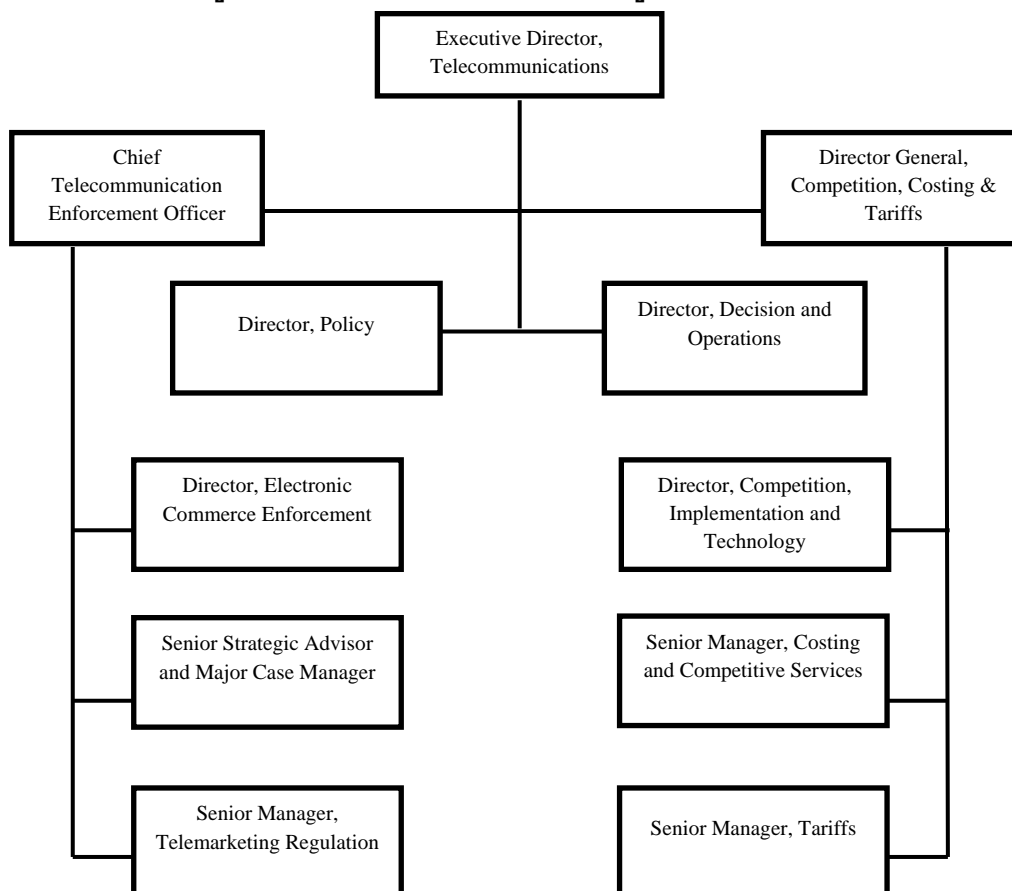 Executive Director,
Telecommunications
Chief
Telecommunication
Enforcement Officer
Director General,
Competition, Costing &
Tariffs
Director, Policy
Director, Decision and
Operations
Director, Electronic
Commerce Enforcement
Director, Competition,
Implementation and
Technology
Senior Strategic Advisor
and Major Case Manager
Senior Manager, Costing
and Competitive Services
Senior Manager,
Telemarketing Regulation
Senior Manager, Tariffs